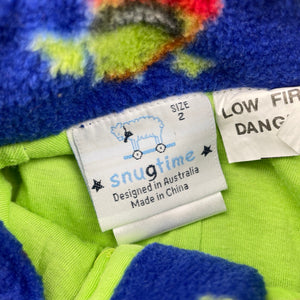 SIZE
2
snugtime
Designed in Australia
Made in China
LOW FIR
DANG